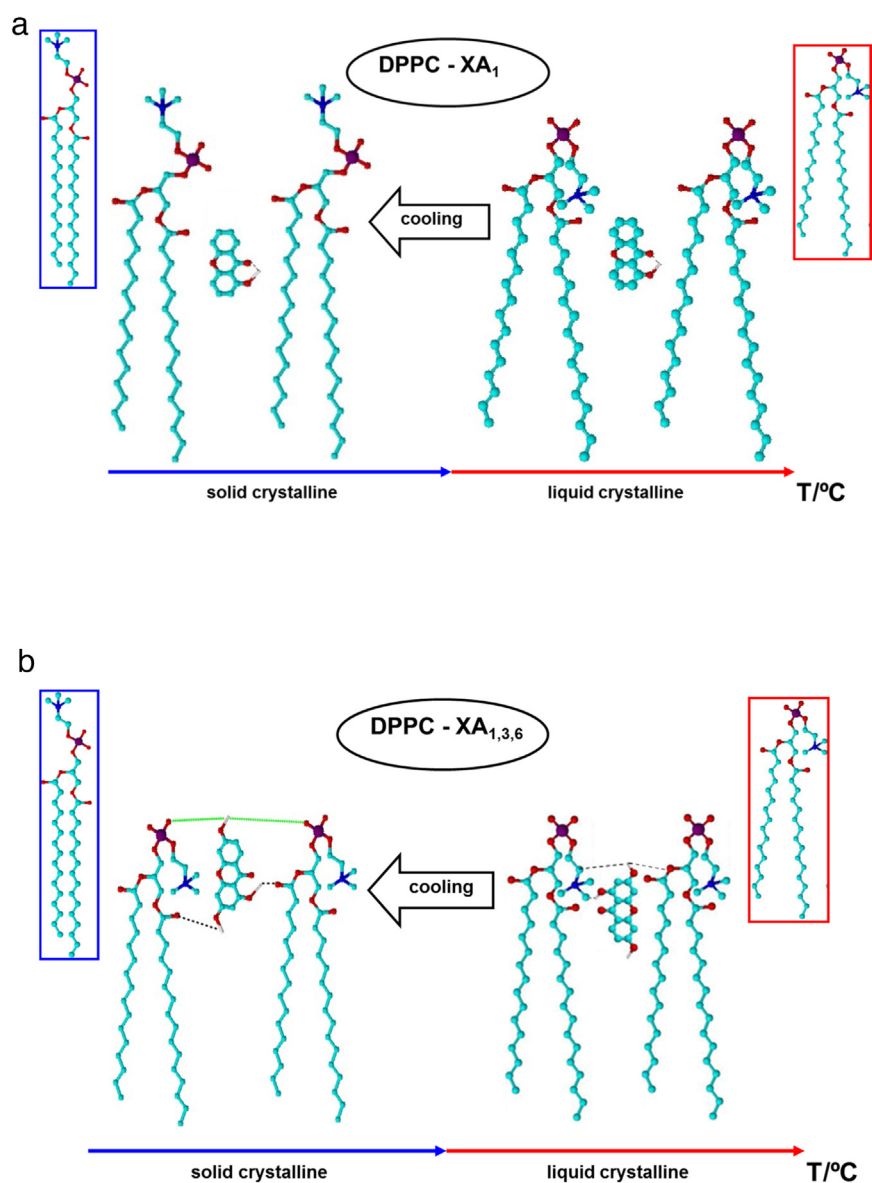 a
DPPC - XA₁
cooling
solid crystalline
liquid crystalline
T/ºC
b
DPPC - XA₁,₃,₆
cooling
solid crystalline
liquid crystalline
T/ºC